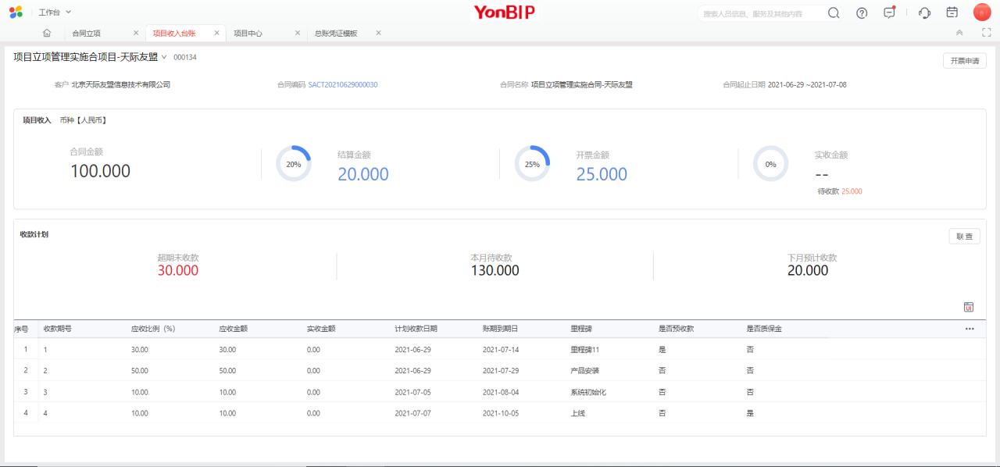 工作台
YonBIP
搜索人员信息、服务及其他内容
合同立项
项目收入台账
项目中心
总账凭证模板
项目立项管理实施合项目-天际友盟 000134
开票申请
客户 北京天际友盟信息技术有限公司
合同编码 SACT20210629000030
合同名称 项目立项管理实施合同-天际友盟
合同起止日期 2021-06-29 ~2021-07-08
项目收入 币种【人民币】
合同金额
100.000
20%
结算金额
20.000
25%
开票金额
25.000
0%
实收金额
--
待收款 25.000
收款计划
联 查
超期未收款
30.000
本月待收款
130.000
下月预计收款
20.000
UI
序号 收款期号 应收比例（%） 应收金额 实收金额 计划收款日期 账期到期日 里程碑 是否预收款 是否质保金
1 1 30.00 30.00 0.00 2021-06-29 2021-07-14 里程碑11 是 否
2 2 50.00 50.00 0.00 2021-06-29 2021-07-29 产品安装 否 否
3 3 10.00 10.00 0.00 2021-07-05 2021-08-04 系统初始化 否 否
4 4 10.00 10.00 0.00 2021-07-07 2021-10-05 上线 否 是